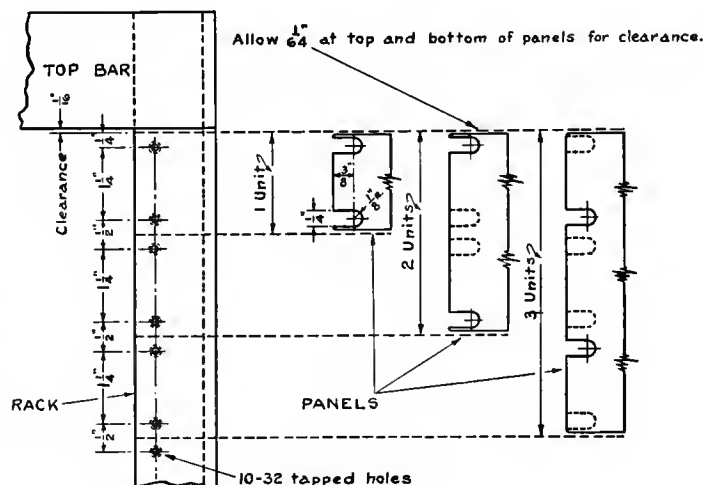 Allow 1/64" at top and bottom of panels for clearance.
TOP BAR
1/16"
Clearance
1/4"
1 1/4"
1/2"
1 1/4"
1/2"
1 1/4"
1/2"
1 Unit
3/8
1/4"
1/8" R
2 Units
3 Units
RACK
PANELS
10-32 tapped holes